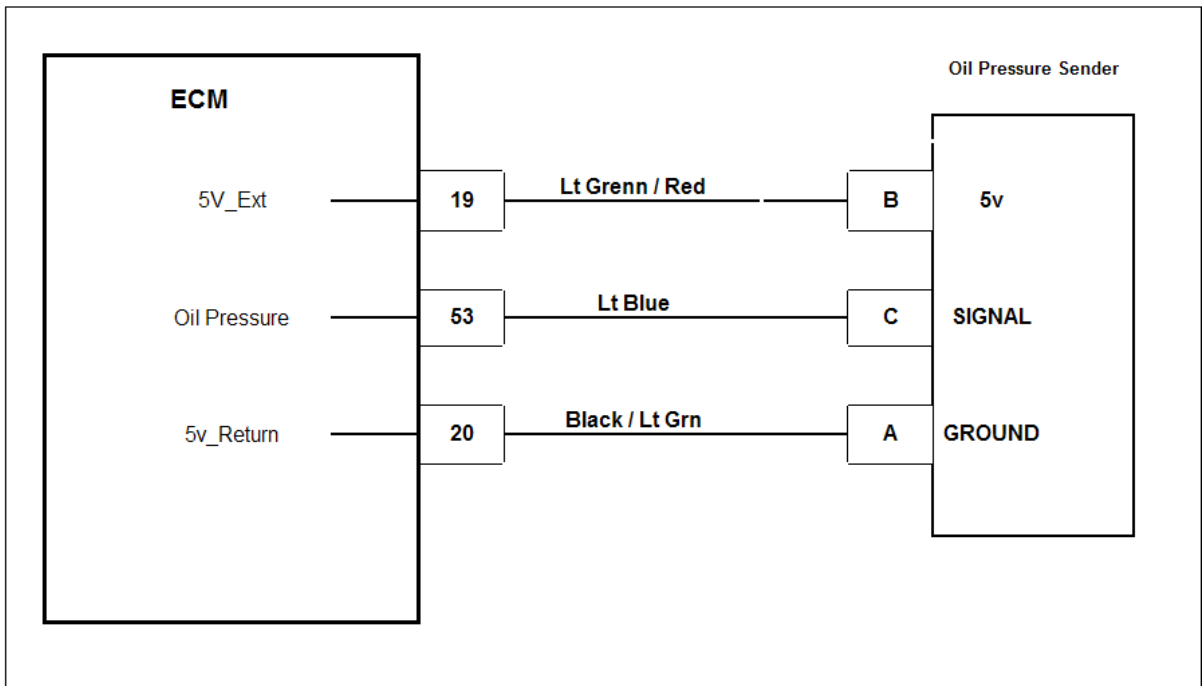 Oil Pressure Sender
ECM
5V_Ext
19
Lt Grenn / Red
B
5v
Oil Pressure
53
Lt Blue
C
SIGNAL
5v_Return
20
Black / Lt Grn
A
GROUND